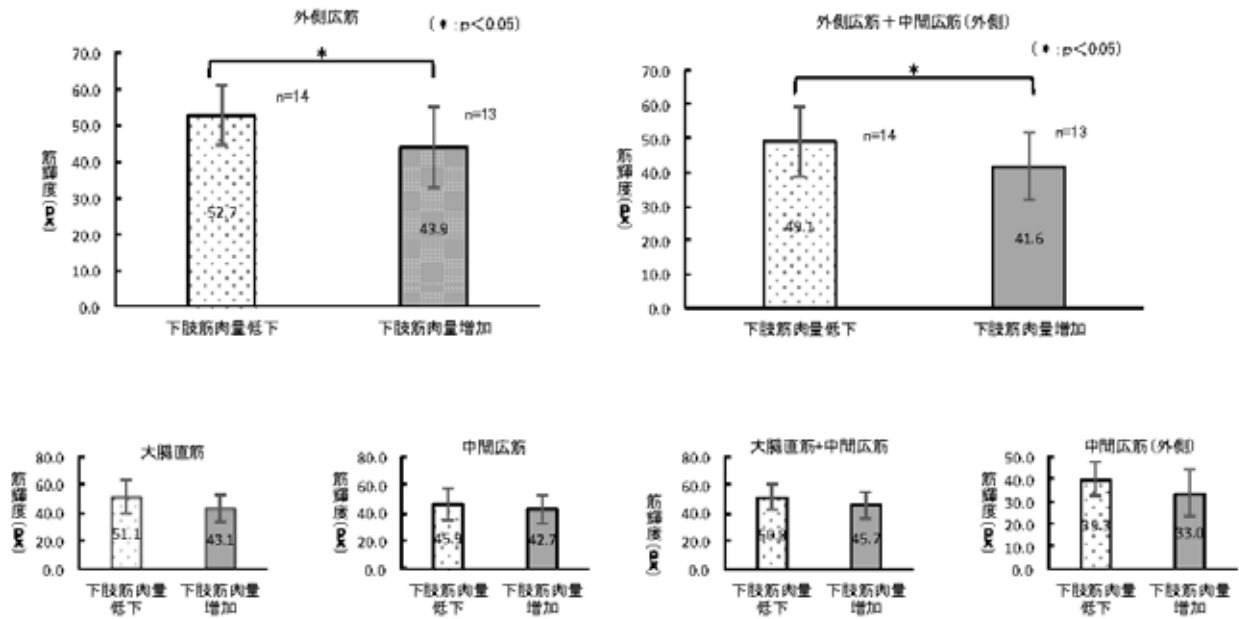 外側広筋
(*:p<0.05)
70.0
60.0
50.0
40.0
30.0
20.0
10.0
0.0
筋輝度(px)
*
n=14
n=13
52.7
43.9
下肢筋肉量低下
下肢筋肉量増加
外側広筋+中間広筋(外側)
(*:p<0.05)
70.0
60.0
50.0
40.0
30.0
20.0
10.0
0.0
筋輝度(px)
*
n=14
n=13
49.1
41.6
下肢筋肉量低下
下肢筋肉量増加
大腿直筋
80.0
60.0
40.0
20.0
0.0
筋輝度(px)
51.1
43.1
下肢筋肉量
低下
下肢筋肉量
増加
中間広筋
80.0
60.0
40.0
20.0
0.0
筋輝度(px)
45.9
42.7
下肢筋肉量
低下
下肢筋肉量
増加
大腿直筋+中間広筋
80.0
60.0
40.0
20.0
0.0
筋輝度(px)
45.7
下肢筋肉量
低下
下肢筋肉量
増加
中間広筋(外側)
50.0
40.0
30.0
20.0
10.0
0.0
筋輝度(px)
39.3
33.0
下肢筋肉量
低下
下肢筋肉量
増加